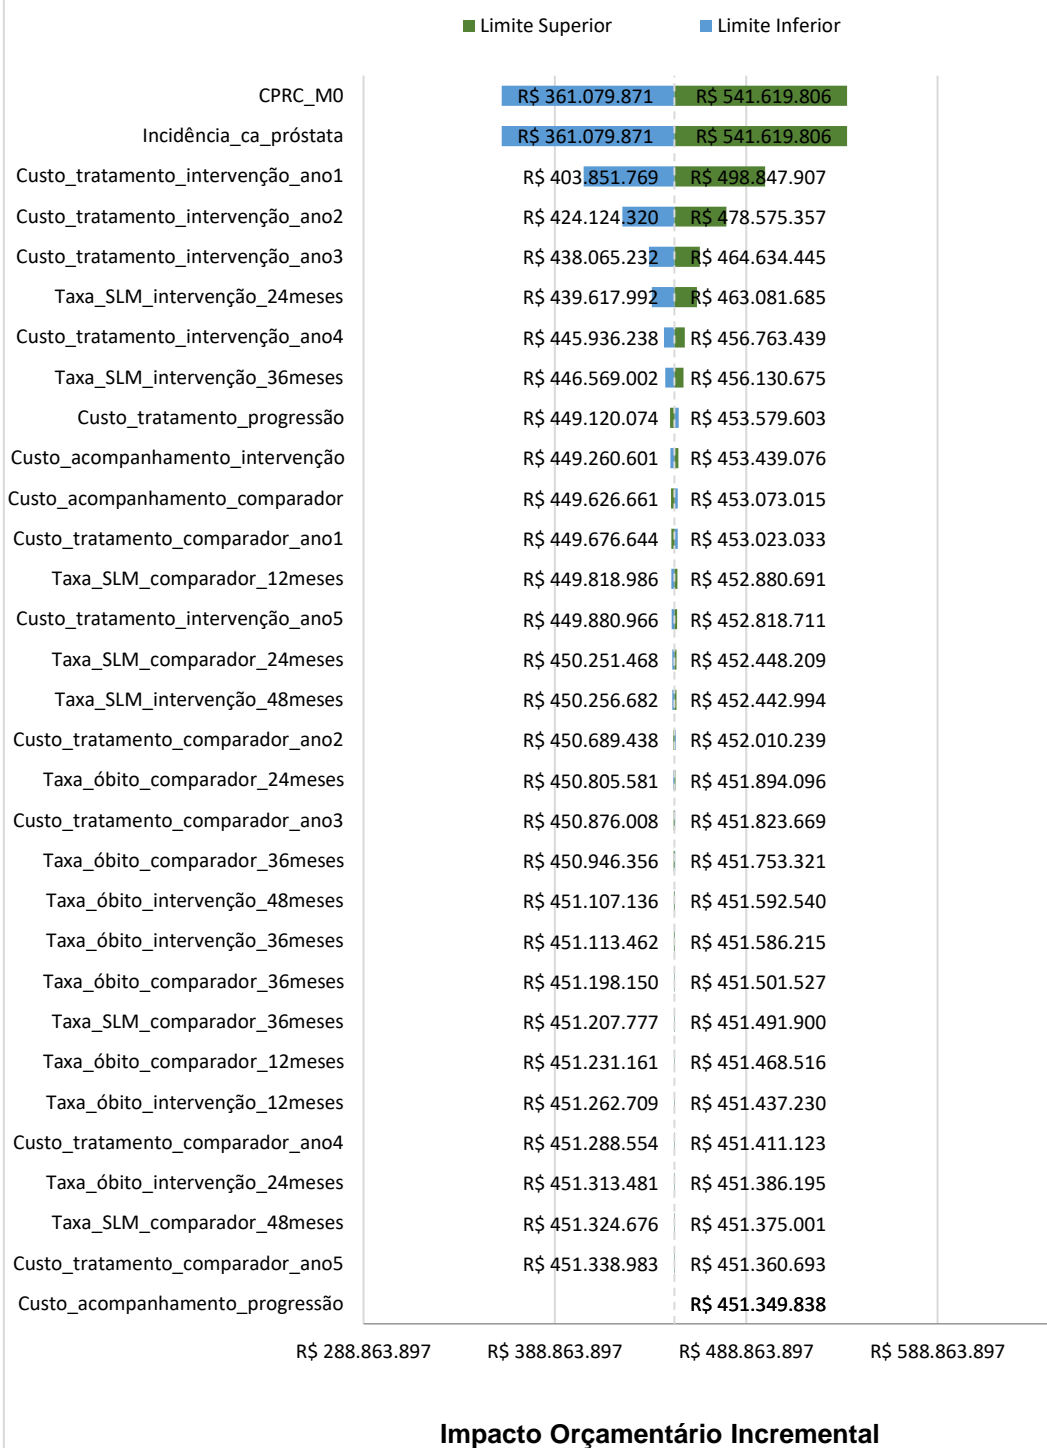 Limite Superior Limite Inferior
CPRC_M0 R$ 361.079.871 R$ 541.619.806
Incidência_ca_próstata R$ 361.079.871 R$ 541.619.806
Custo_tratamento_intervenção_ano1 R$ 403.851.769 R$ 498.847.907
Custo_tratamento_intervenção_ano2 R$ 424.124.320 R$ 478.575.357
Custo_tratamento_intervenção_ano3 R$ 438.065.232 R$ 464.634.445
Taxa_SLM_intervenção_24meses R$ 439.617.992 R$ 463.081.685
Custo_tratamento_intervenção_ano4 R$ 445.936.238 R$ 456.763.439
Taxa_SLM_intervenção_36meses R$ 446.569.002 R$ 456.130.675
Custo_tratamento_progressão R$ 449.120.074 R$ 453.579.603
Custo_acompanhamento_intervenção R$ 449.260.601 R$ 453.439.076
Custo_acompanhamento_comparador R$ 449.626.661 R$ 453.073.015
Custo_tratamento_comparador_ano1 R$ 449.676.644 R$ 453.023.033
Taxa_SLM_comparador_12meses R$ 449.818.986 R$ 452.880.691
Custo_tratamento_intervenção_ano5 R$ 449.880.966 R$ 452.818.711
Taxa_SLM_comparador_24meses R$ 450.251.468 R$ 452.448.209
Taxa_SLM_intervenção_48meses R$ 450.256.682 R$ 452.442.994
Custo_tratamento_comparador_ano2 R$ 450.689.438 R$ 452.010.239
Taxa_óbito_comparador_24meses R$ 450.805.581 R$ 451.894.096
Custo_tratamento_comparador_ano3 R$ 450.876.008 R$ 451.823.669
Taxa_óbito_comparador_36meses R$ 450.946.356 R$ 451.753.321
Taxa_óbito_intervenção_48meses R$ 451.107.136 R$ 451.592.540
Taxa_óbito_intervenção_36meses R$ 451.113.462 R$ 451.586.215
Taxa_óbito_comparador_36meses R$ 451.198.150 R$ 451.501.527
Taxa_SLM_comparador_36meses R$ 451.207.777 R$ 451.491.900
Taxa_óbito_comparador_12meses R$ 451.231.161 R$ 451.468.516
Taxa_óbito_intervenção_12meses R$ 451.262.709 R$ 451.437.230
Custo_tratamento_comparador_ano4 R$ 451.288.554 R$ 451.411.123
Taxa_óbito_intervenção_24meses R$ 451.313.481 R$ 451.386.195
Taxa_SLM_comparador_48meses R$ 451.324.676 R$ 451.375.001
Custo_tratamento_comparador_ano5 R$ 451.338.983 R$ 451.360.693
Custo_acompanhamento_progressão R$ 451.349.838
R$ 288.863.897 R$ 388.863.897 R$ 488.863.897 R$ 588.863.897
Impacto Orçamentário Incremental